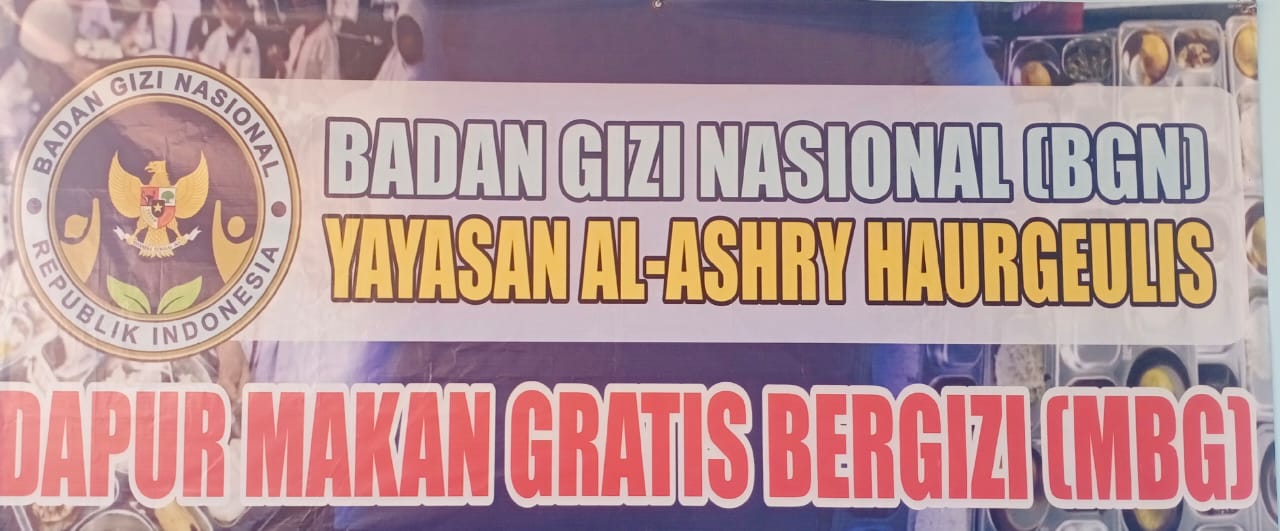 BADAN GIZI NASIONAL
REPUBLIK INDONESIA
BADAN GIZI NASIONAL (BGN)
YAYASAN AL-ASHRY HAURGEULIS
DAPUR MAKAN GRATIS BERGIZI (MBG)